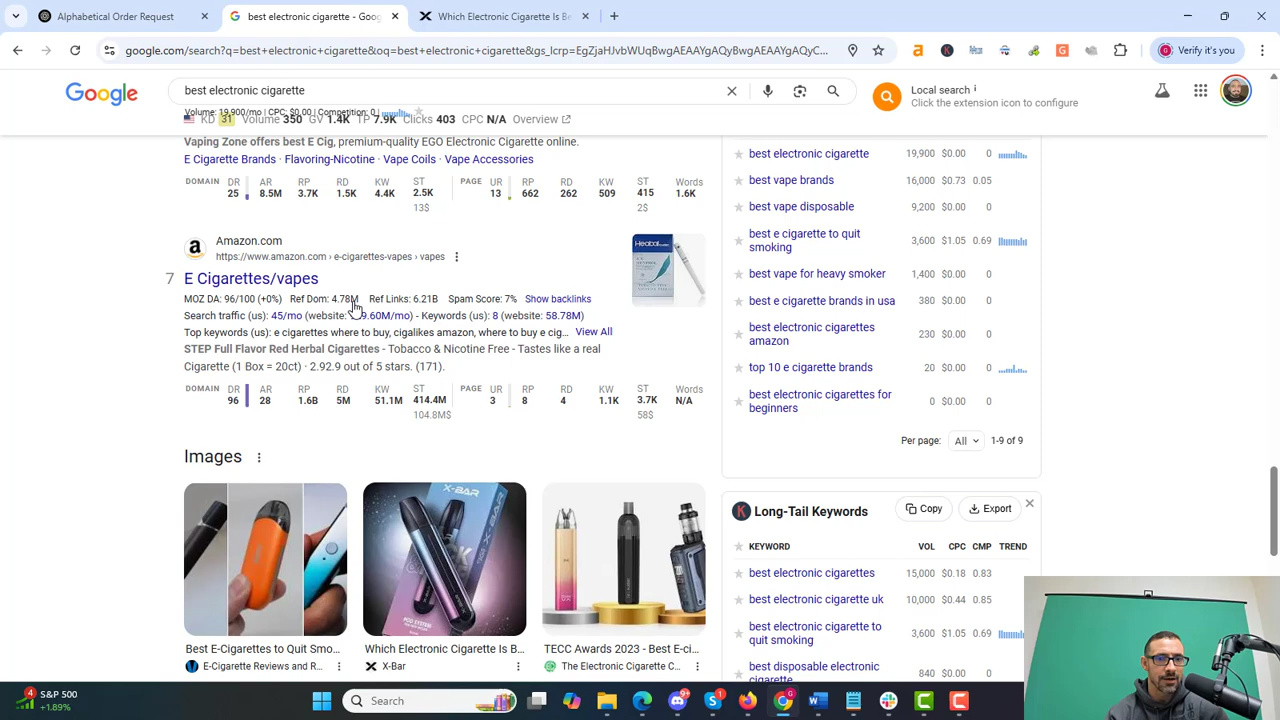 Alphabetical Order Request
best electronic cigarette - Goo
Which Electronic Cigarette Is Be
google.com/search?q=best+electronic+cigarette&oq=best+electronic+cigarette&gs_lcrp=EgZjaHJvbWUqBwgAEAAYgAQyBwgAEAAYgAQyC...
Verify it's you
Google
best electronic cigarette
Local search
Click the extension icon to configure
Volume: 19,900/mo | CPC: $0.00 | Competition: 0 |
KD 31 Volume 350 GV 1.4K TP 7.9K Clicks 403 CPC N/A Overview
Vaping Zone offers best E Cig, premium-quality EGO Electronic Cigarette online.
E Cigarette Brands · Flavoring-Nicotine · Vape Coils · Vape Accessories
DOMAIN DR AR RP RD KW ST PAGE UR RP RD KW ST Words
25 8.5M 3.7K 1.5K 4.4K 2.5K 13 662 262 509 415 1.6K
13$ 2$
Amazon.com
https://www.amazon.com › e-cigarettes-vapes › vapes
7 E Cigarettes/vapes
MOZ DA: 96/100 (+0%) Ref Dom: 4.78M Ref Links: 6.21B Spam Score: 7% Show backlinks
Search traffic (us): 45/mo (website: 9.60M/mo) - Keywords (us): 8 (website: 58.78M)
Top keywords (us): e cigarettes where to buy, cigalikes amazon, where to buy e cig... View All
STEP Full Flavor Red Herbal Cigarettes - Tobacco & Nicotine Free - Tastes like a real
Cigarette (1 Box = 20ct) · 2.92.9 out of 5 stars. (171).
DOMAIN DR AR RP RD KW ST PAGE UR RP RD KW ST Words
96 28 1.6B 5M 51.1M 414.4M 3 8 4 1.1K 3.7K N/A
104.8M$ 58$
Images
Best E-Cigarettes to Quit Smo...
E-Cigarette Reviews and R...
X-BAR
Which Electronic Cigarette Is B...
X-Bar
TECC Awards 2023 - Best E-ci...
The Electronic Cigarette C...
best electronic cigarette 19,900 $0.00 0
best vape brands 16,000 $0.73 0.05
best vape disposable 9,200 $0.00 0
best e cigarette to quit
smoking 3,600 $1.05 0.69
best vape for heavy smoker 1,400 $0.00 0
best e cigarette brands in usa 380 $0.00 0
best electronic cigarettes
amazon 230 $0.00 0
top 10 e cigarette brands 20 $0.00 0
best electronic cigarettes for
beginners 0 $0.00 0
Per page: All 1-9 of 9
K Long-Tail Keywords Copy Export
KEYWORD VOL CPC CMP TREND
best electronic cigarettes 15,000 $0.18 0.83
best electronic cigarette uk 10,000 $0.44 0.85
best electronic cigarette to
quit smoking 3,600 $1.05 0.69
best disposable electronic
cigarette 840 $0.00 0
4 S&P 500
+1.89%
Search